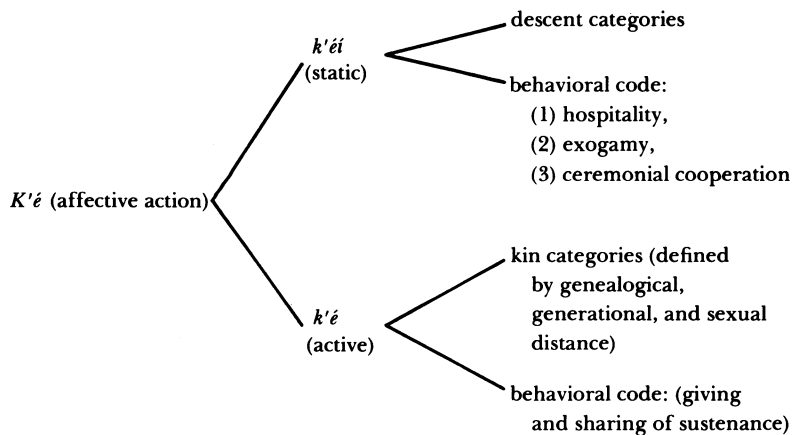 descent categories
k'éí
(static)
behavioral code:
(1) hospitality,
(2) exogamy,
(3) ceremonial cooperation
K'é (affective action)
kin categories (defined
by genealogical,
generational, and sexual
distance)
k'é
(active)
behavioral code: (giving
and sharing of sustenance)